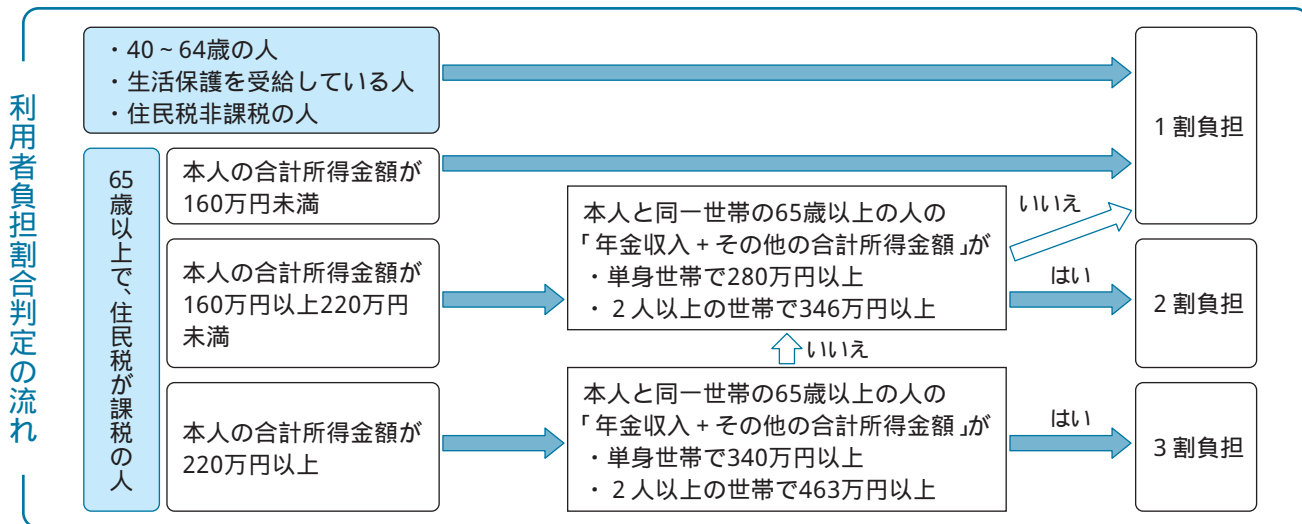 利用者負担割合判定の流れ
・40~64歳の人
・生活保護を受給している人
・住民税非課税の人
65歳以上で、住民税が課税の人
本人の合計所得金額が
160万円未満
本人の合計所得金額が
160万円以上220万円
未満
本人の合計所得金額が
220万円以上
本人と同一世帯の65歳以上の人の
「年金収入+その他の合計所得金額」が
・単身世帯で280万円以上
・2人以上の世帯で346万円以上
いいえ
本人と同一世帯の65歳以上の人の
「年金収入+その他の合計所得金額」が
・単身世帯で340万円以上
・2人以上の世帯で463万円以上
いいえ
はい
はい
1割負担
2割負担
3割負担